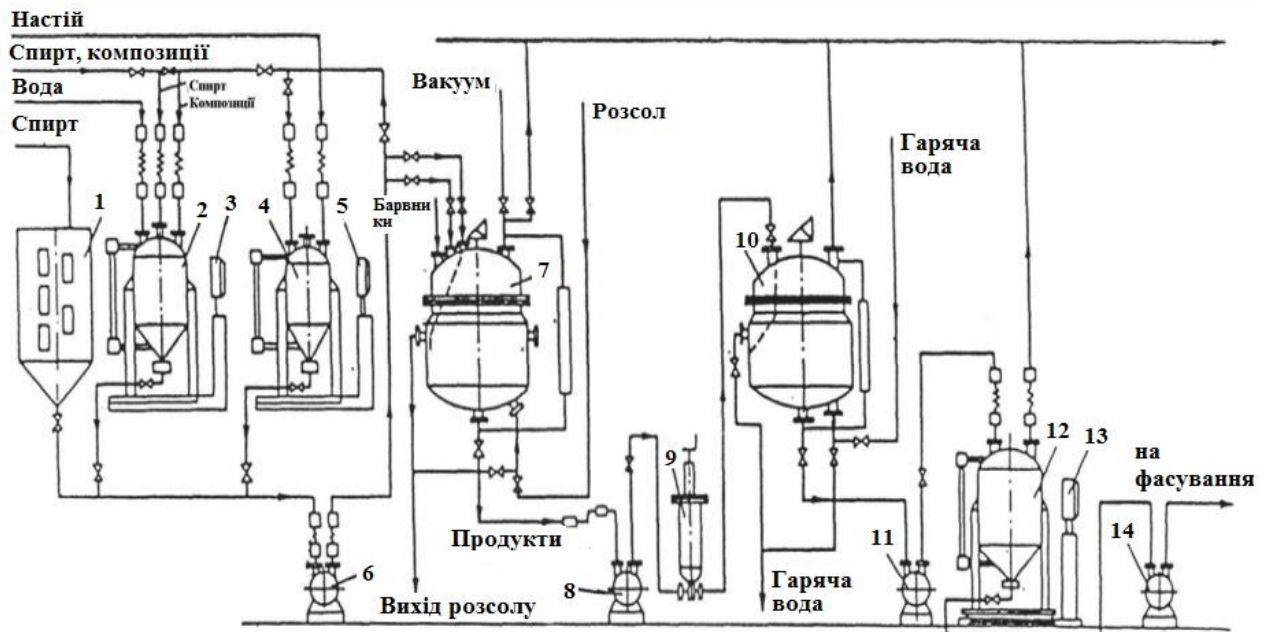 Настій
Спирт, композиції
Вода
Спирт
Композиції
Спирт
Вакуум
Розсол
Гаряча
вода
Барвни
ки
1
2
3
4
5
7
10
9
12
13
на
фасування
Продукти
6
8
11
14
Вихід розсолу
Гаряча
вода